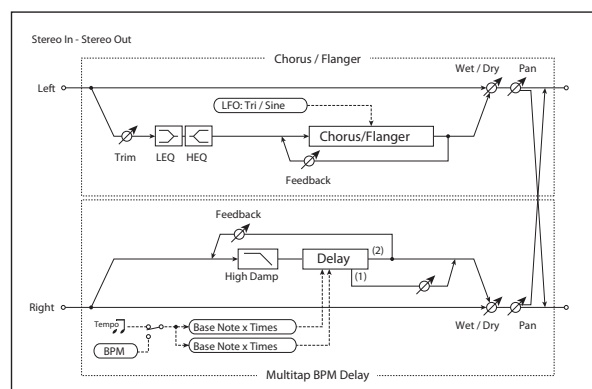 Stereo In - Stereo Out
Chorus / Flanger
Wet / Dry
Pan
Left
LFO: Tri / Sine
Chorus/Flanger
Trim
LEQ
HEQ
Feedback
Feedback
High Damp
Delay
(2)
(1)
Right
Tempo
BPM
Base Note x Times
Base Note x Times
Wet / Dry
Pan
Multitap BPM Delay